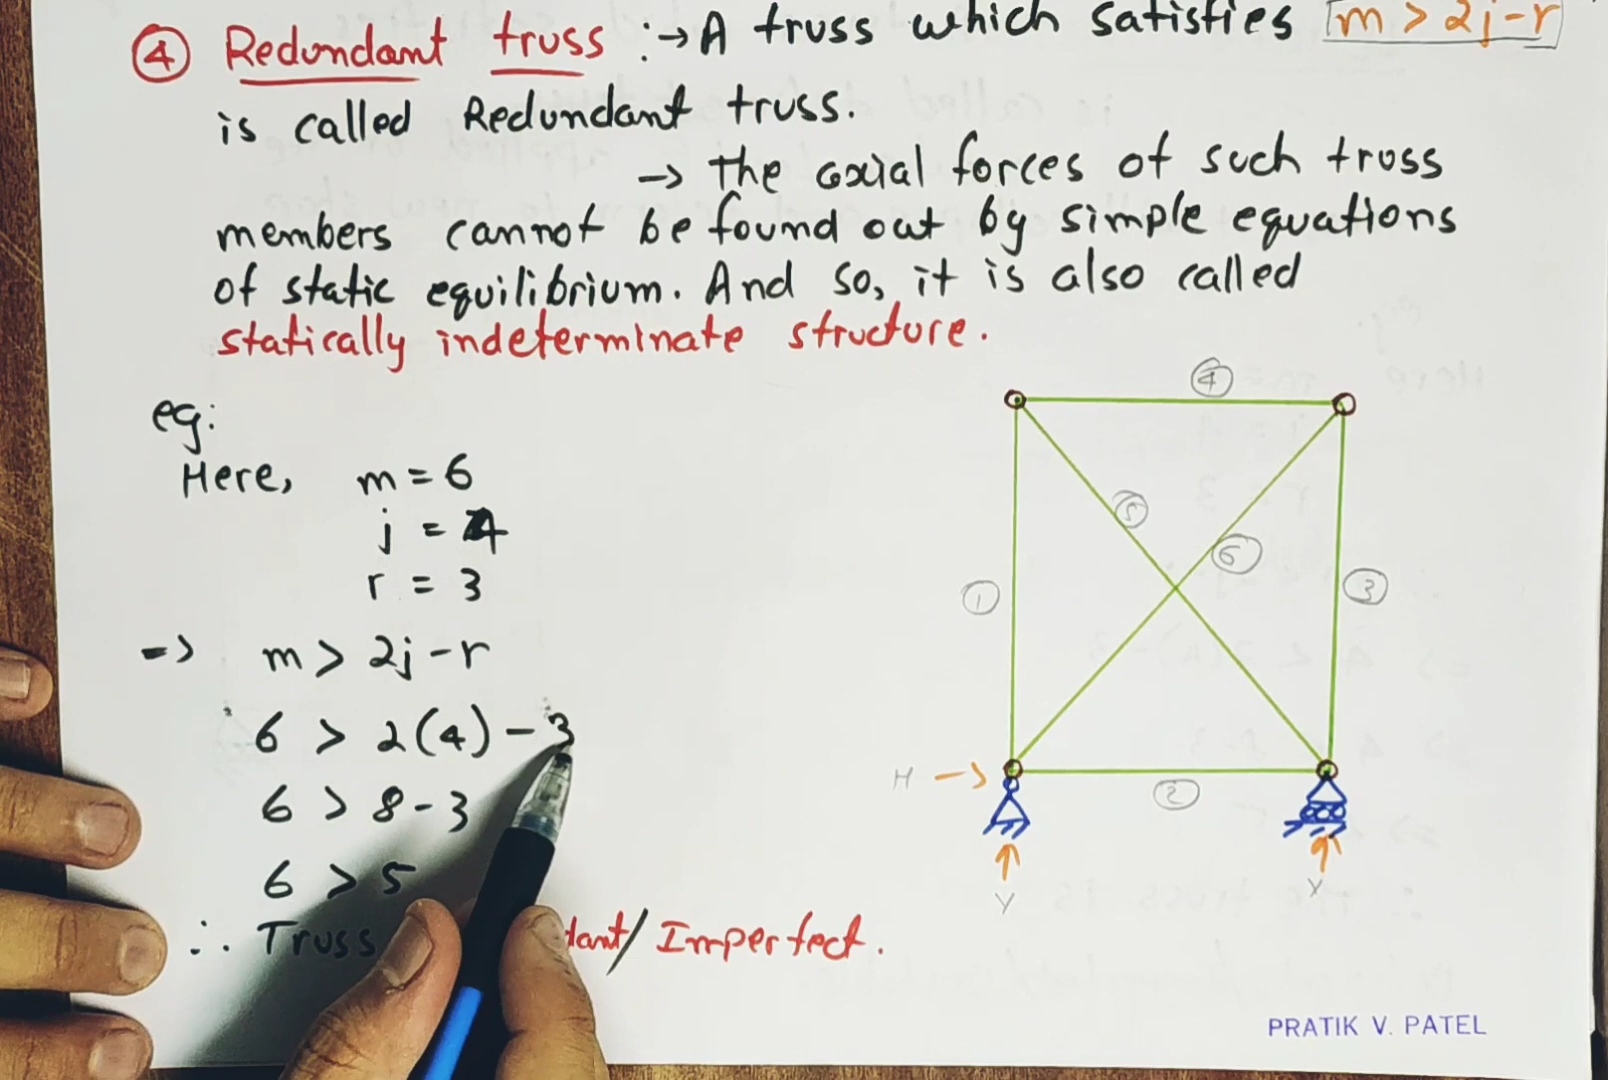 ④ Redundant truss :→ A truss which satisfies m > 2j-r
is called Redundant truss.
→ The axial forces of such truss
members cannot be found out by simple equations
of static equilibrium. And so, it is also called
statically indeterminate structure.
eg:
Here, m = 6
j = 4
r = 3
=> m > 2j - r
6 > 2(4) - 3
6 > 8 - 3
6 > 5
∴ Truss dant/Imperfect.
④
⑤
⑥
①
③
H →
②
Y
Y
PRATIK V. PATEL